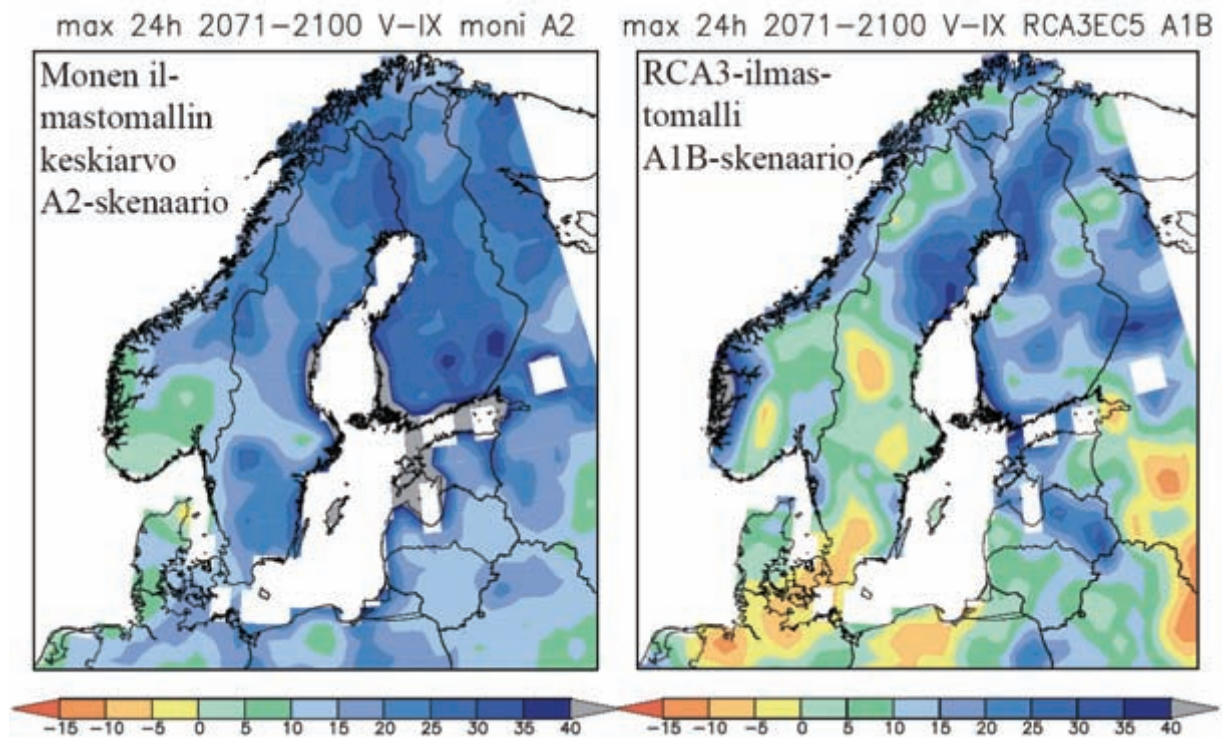 max 24h 2071-2100 V-IX moni A2
Monen il-
mastomallin
keskiarvo
A2-skenaario
-15 -10 -5 0 5 10 15 20 25 30 35 40
max 24h 2071-2100 V-IX RCA3EC5 A1B
RCA3-ilmas-
tomalli
A1B-skenaario
-15 -10 -5 0 5 10 15 20 25 30 35 40